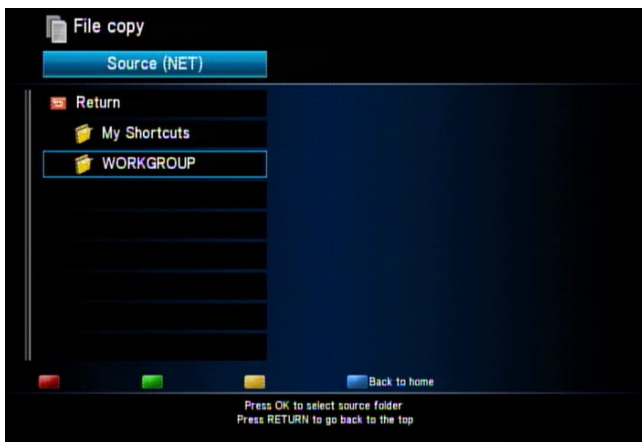 File copy
Source (NET)
Return
My Shortcuts
WORKGROUP
Back to home
Press OK to select source folder
Press RETURN to go back to the top